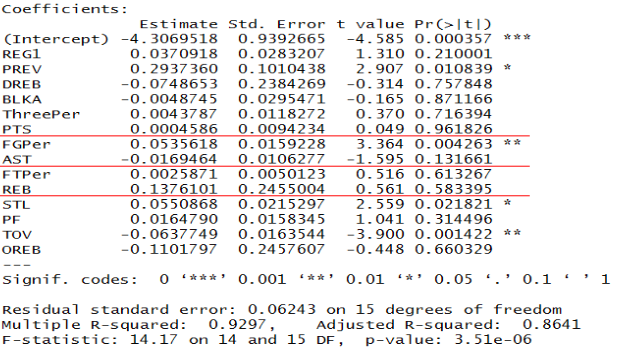 Coefficients:
Estimate Std. Error t value Pr(>|t|)
(Intercept) -4.3069518 0.9392665 -4.585 0.000357 ***
REG1 0.0370918 0.0283207 1.310 0.210001
PREV 0.2937360 0.1010438 2.907 0.010839 *
DREB -0.0748653 0.2384269 -0.314 0.757848
BLKA -0.0048745 0.0295471 -0.165 0.871166
ThreePer 0.0043787 0.0118272 0.370 0.716394
PTS 0.0004586 0.0094234 0.049 0.961826
FGPer 0.0535618 0.0159228 3.364 0.004263 **
AST -0.0169464 0.0106277 -1.595 0.131661
FTPer 0.0025871 0.0050123 0.516 0.613267
REB 0.1376101 0.2455004 0.561 0.583395
STL 0.0550868 0.0215297 2.559 0.021821 *
PF 0.0164790 0.0158345 1.041 0.314496
TOV -0.0637749 0.0163544 -3.900 0.001422 **
OREB -0.1101797 0.2457607 -0.448 0.660329
---
Signif. codes: 0 ‘***’ 0.001 ‘**’ 0.01 ‘*’ 0.05 ‘.’ 0.1 ‘ ’ 1
Residual standard error: 0.06243 on 15 degrees of freedom
Multiple R-squared: 0.9297, Adjusted R-squared: 0.8641
F-statistic: 14.17 on 14 and 15 DF, p-value: 3.51e-06